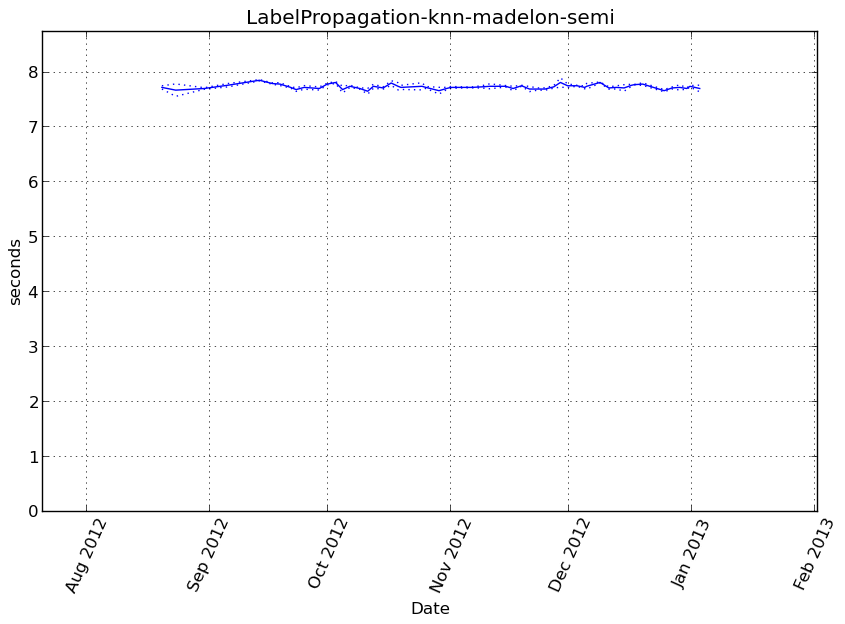 LabelPropagation-knn-madelon-semi
8
7
6
5
4
3
2
1
0
seconds
Aug 2012
Sep 2012
Oct 2012
Nov 2012
Dec 2012
Jan 2013
Feb 2013
Date